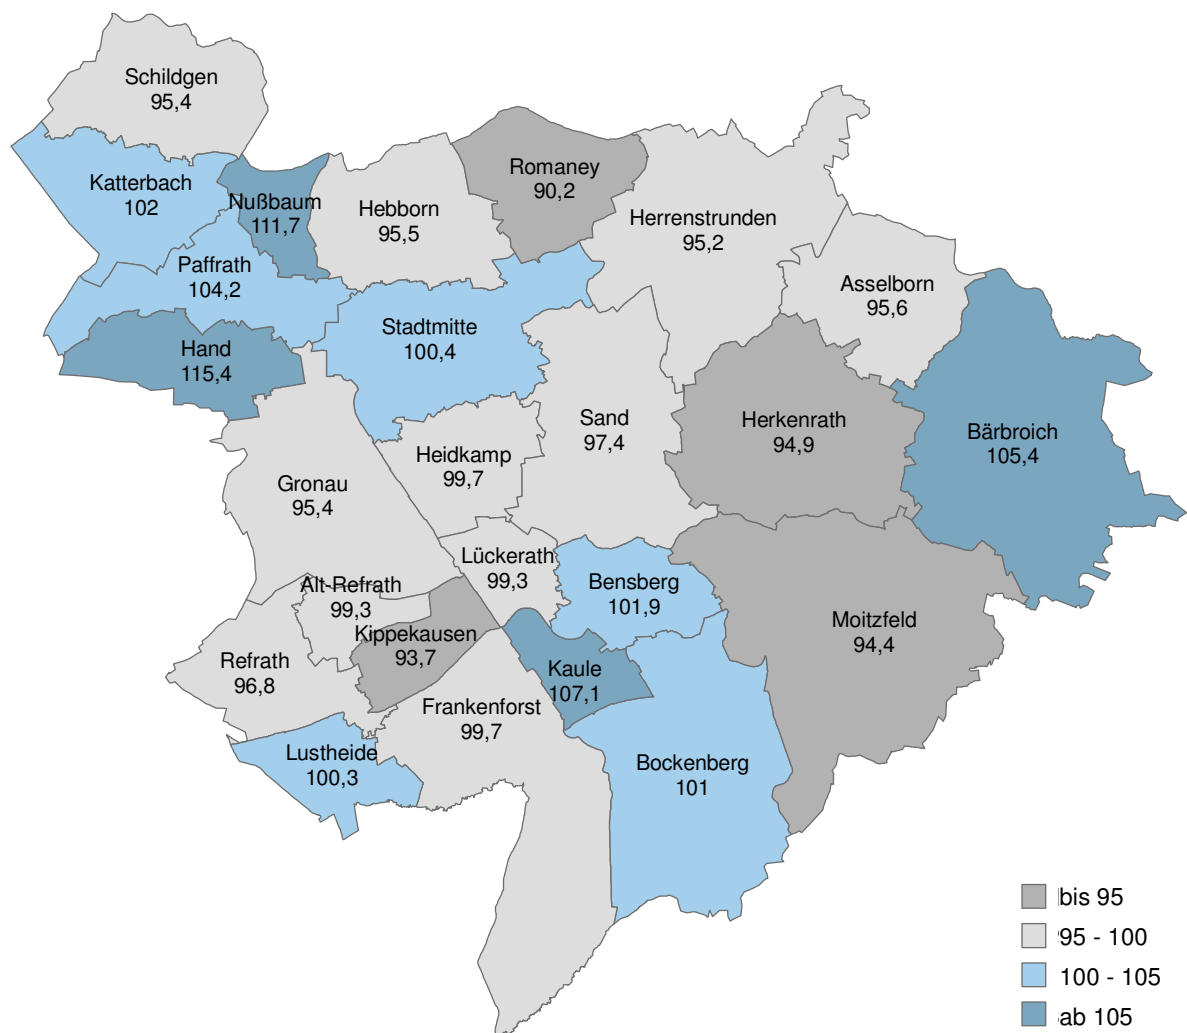 Schildgen
95,4
Katterbach
102
Nußbaum
111,7
Hebborn
95,5
Romaney
90,2
Herrenstrunden
95,2
Paffrath
104,2
Asselborn
95,6
Stadtmitte
100,4
Hand
115,4
Sand
97,4
Herkenrath
94,9
Bärbroich
105,4
Heidkamp
99,7
Gronau
95,4
Lückerath
99,3
Bensberg
101,9
Alt-Refrath
99,3
Kippekausen
93,7
Moitzfeld
94,4
Refrath
96,8
Kaule
107,1
Frankenforst
99,7
Lustheide
100,3
Bockenberg
101
bis 95
95 - 100
100 - 105
ab 105